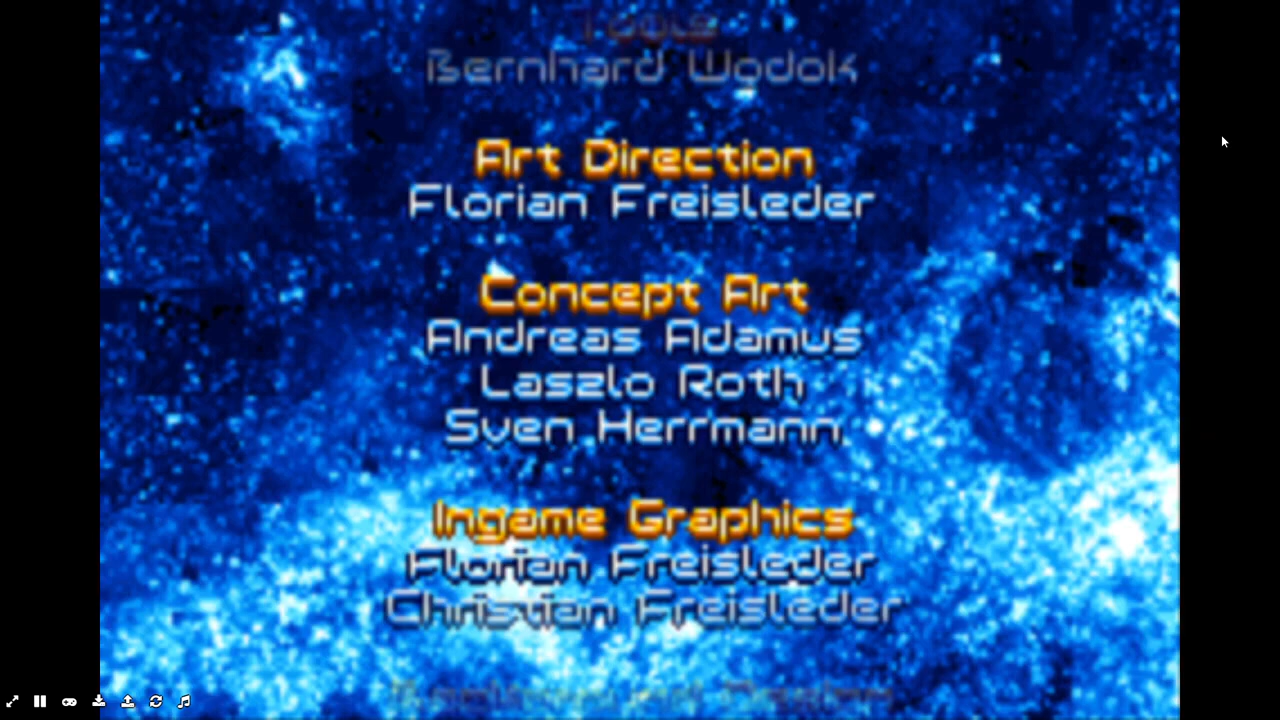 Tools
Bernhard Wodok
Art Direction
Florian Freisleder
Concept Art
Andreas Adamus
Laszlo Roth
Sven Herrmann
Ingame Graphics
Florian Freisleder
Christian Freisleder